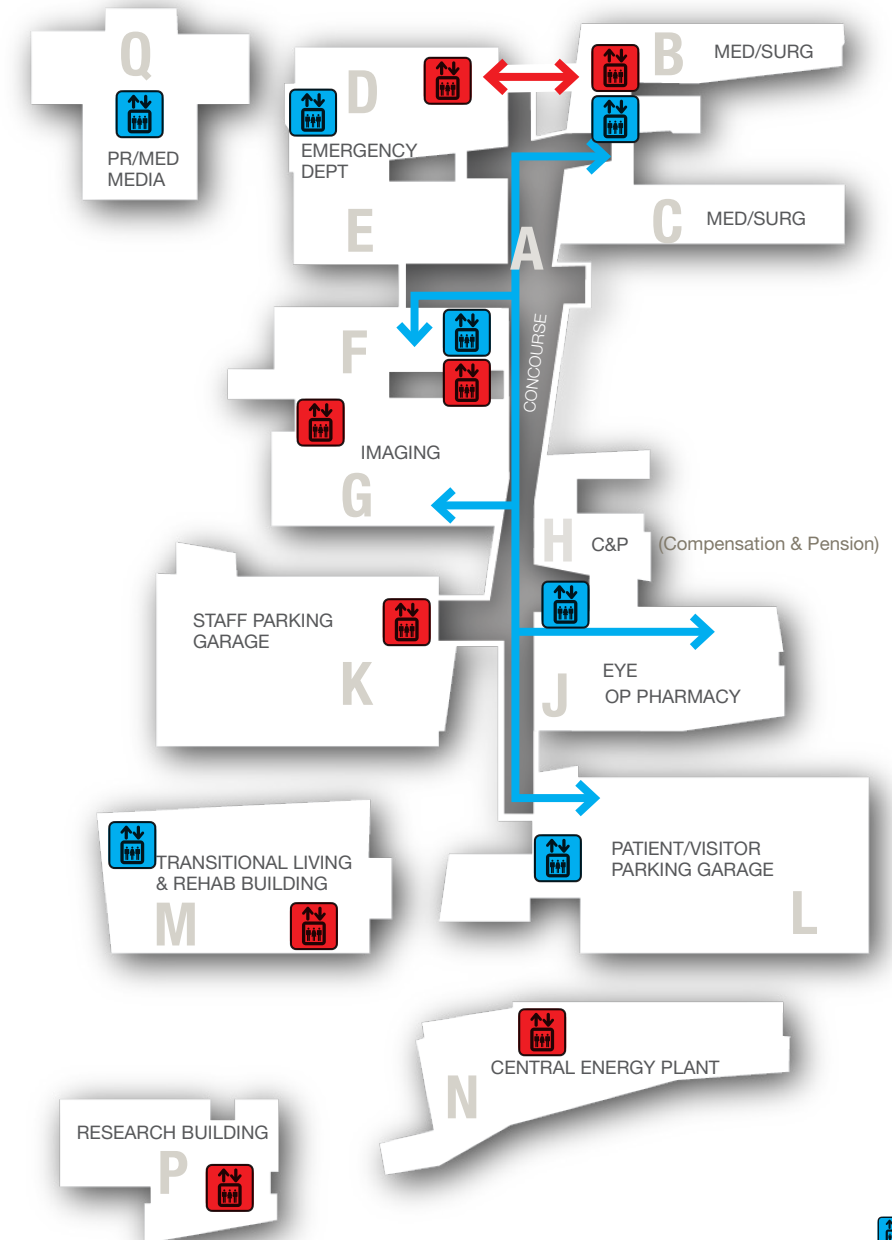 Q
PR/MED
MEDIA
D
EMERGENCY
DEPT
B
MED/SURG
E
A
C
MED/SURG
CONCOURSE
F
IMAGING
G
H
C&P
(Compensation & Pension)
STAFF PARKING
GARAGE
K
EYE
OP PHARMACY
J
TRANSITIONAL LIVING
& REHAB BUILDING
M
PATIENT/VISITOR
PARKING GARAGE
L
CENTRAL ENERGY PLANT
N
RESEARCH BUILDING
P